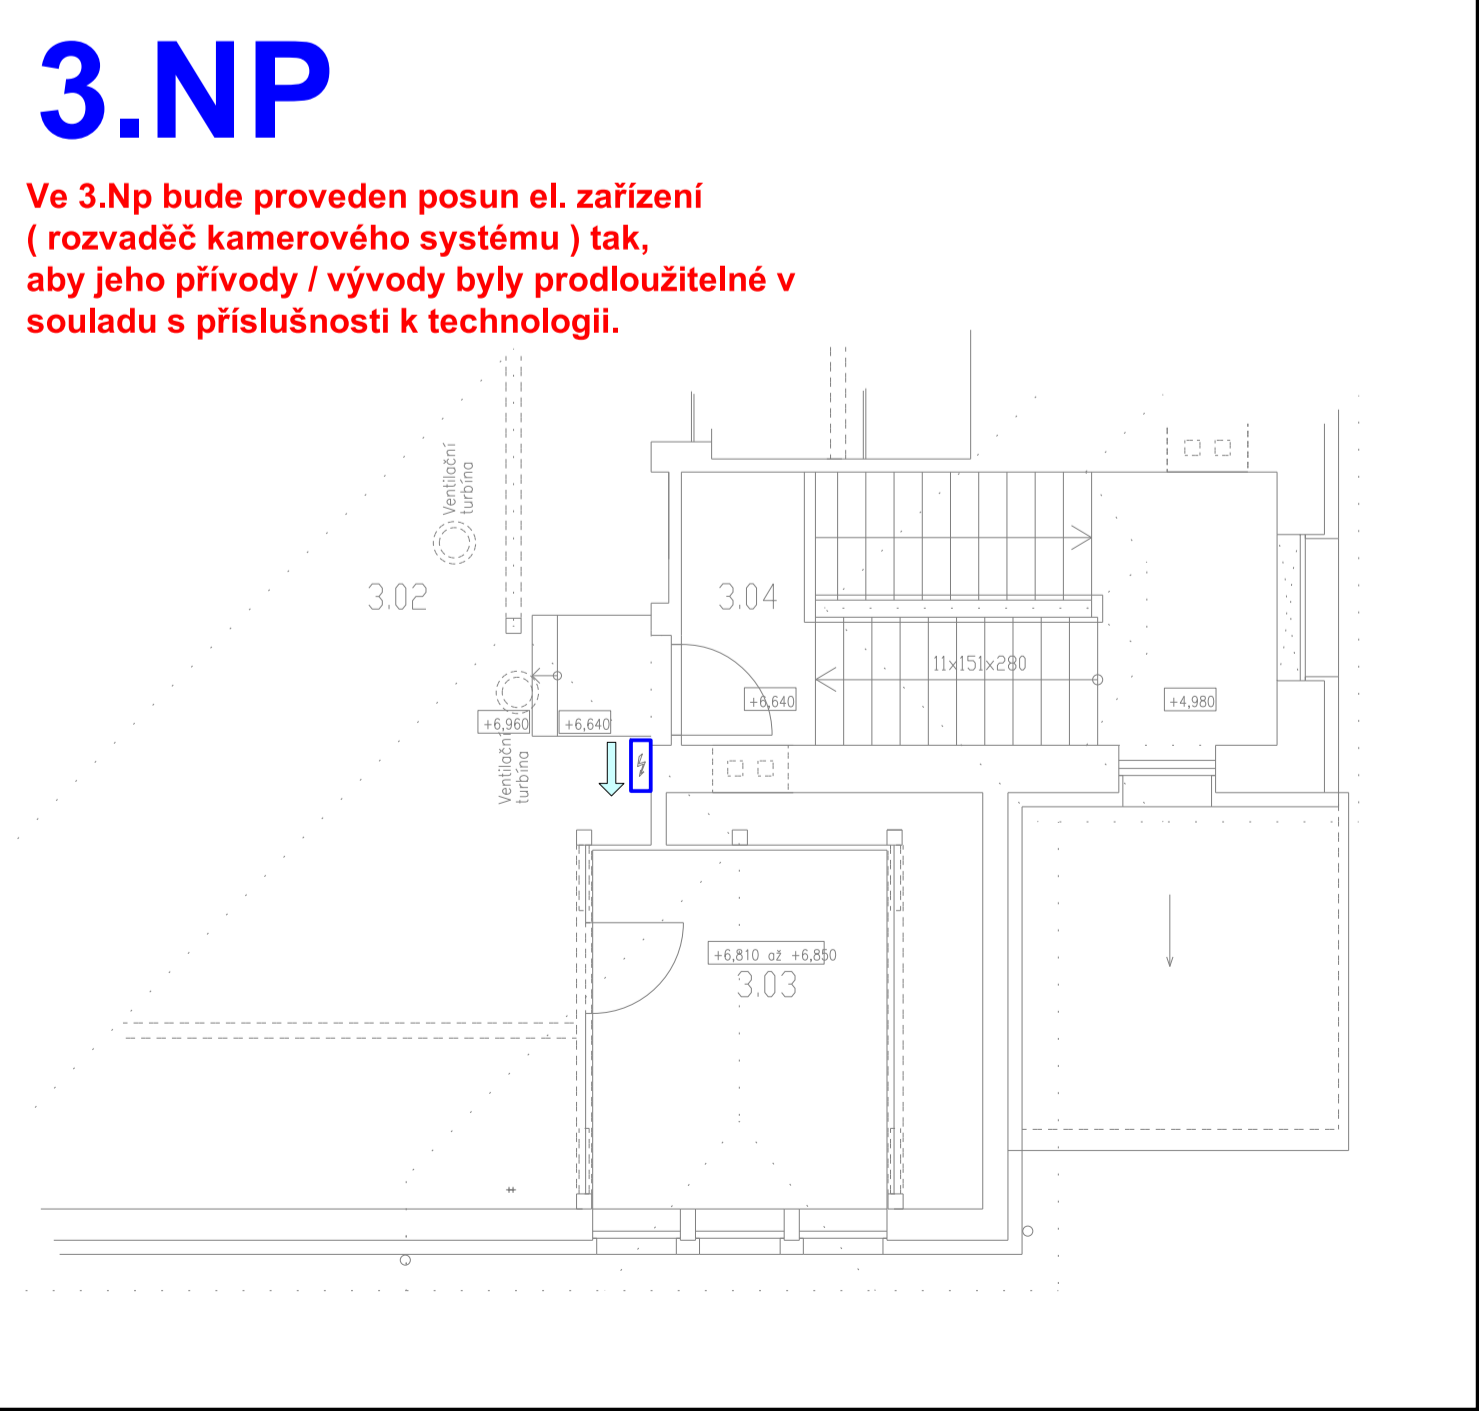 3.NP
Ve 3.Np bude proveden posun el. zařízení
( rozvaděč kamerového systému ) tak,
aby jeho přívody / vývody byly prodloužitelné v
souladu s příslušnosti k technologii.
Ventilační
turbína
3.02
3.04
11x151x280
+6,640
+4,980
+6,960
+6,640
Ventilační
turbína
+6,810 až +6,850
3.03